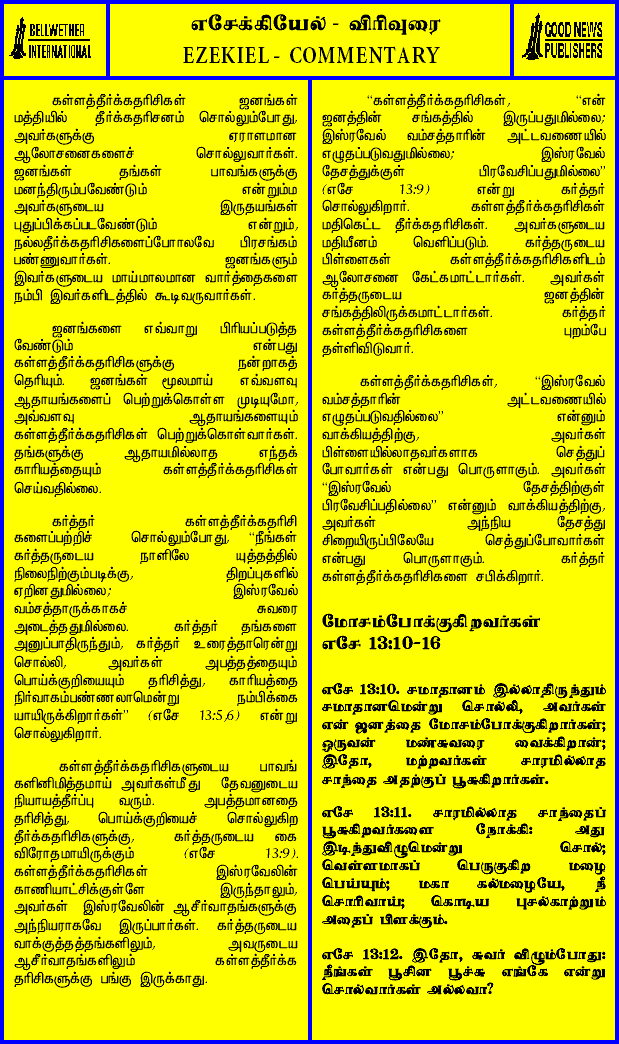 BELLWETHER
INTERNATIONAL
எசேக்கியேல் - விரிவுரை
EZEKIEL - COMMENTARY
GOOD NEWS
PUBLISHERS
கள்ளத்தீர்க்கதரிசிகள் ஜனங்கள்
மத்தியில் தீர்க்கதரிசனம் சொல்லும்போது,
அவர்களுக்கு ஏராளமான
ஆலோசனைகளைச் சொல்லுவார்கள்.
ஜனங்கள் தங்கள் பாவங்களுக்கு
மனந்திரும்பவேண்டும் என்றும்ம
அவர்களுடைய இருதயங்கள்
புதுப்பிக்கப்படவேண்டும் என்றும்,
நல்லதீர்க்கதரிசிகளைப்போாலவே பிரசங்கம்
பண்ணுவார்கள். ஜனங்களும்
இவர்களுடைய மாய்மாலமான வார்த்தைகளை
நம்பி இவர்களிடத்தில் கூடிவருவார்கள்.
ஜனங்களை எவ்வாறு பிரியப்படுத்த
வேண்டும் என்பது
கள்ளத்தீர்க்கதரிசிகளுக்கு நன்றாகத்
தெரியும். ஜனங்கள் மூலமாய் எவ்வளவு
ஆதாயங்களைப் பெற்றுக்கொள்ள முடியுமோ,
அவ்வளவு ஆதாயங்களையும்
கள்ளத்தீர்க்கதரிசிகள் பெற்றுக்கொள்வார்கள்.
தங்களுக்கு ஆதாயமில்லாத எந்தக்
காரியத்தையும் கள்ளத்தீர்க்கதரிசிகள்
செய்வதில்லை.
கர்த்தர் கள்ளத்தீர்க்கதரிசி
களைப்பற்றிச் சொல்லும்போது, “நீங்கள்
கர்த்தருடைய நாளிலே யுத்தத்தில்
நிலைநிற்கும்படிக்கு, திறப்புகளில்
ஏறினதுமில்லை; இஸ்ரவேல்
வம்சத்தாருக்காகச் சுவரை
அடைத்ததுமில்லை. கர்த்தர் தங்களை
அனுப்பாதிருந்தும், கர்த்தர் உரைத்தாரென்று
சொல்லி, அவர்கள் அபத்தத்தையும்
பொய்க்குறியையும் தரிசித்து, காரியத்தை
நிர்வாகம்பண்ணலாமென்று நம்பிக்கை
யாயிருக்கிறார்கள்” (எசே 13:5,6) என்று
சொல்லுகிறார்.
கள்ளத்தீர்க்கதரிசிகளுடைய பாவங்
களினிமித்தமாய் அவர்கள்மீது தேவனுடைய
நியாயத்தீர்ப்பு வரும். அபத்தமானதை
தரிசித்து, பொய்க்குறியைச் சொல்லுகிற
தீர்க்கதரிசிகளுக்கு, கர்த்தருடைய கை
விரோதமாயிருக்கும் (எசே 13:9).
கள்ளத்தீர்க்கதரிசிகள் இஸ்ரவேலின்
காணியாட்சிக்குள்ளே இருந்தாலும்,
அவர்கள் இஸ்ரவேலின் ஆசீர்வாதங்களுக்கு
அந்நியராகவே இருப்பார்கள். கர்த்தருடைய
வாக்குத்தத்தங்களிலும், அவருடைய
ஆசீர்வாதங்களிலும் கள்ளத்தீர்க்க
தரிசிகளுக்கு பங்கு இருக்காது.
“கள்ளத்தீர்க்கதரிசிகள், “என்
ஜனத்தின் சங்கத்தில் இருப்பதுமில்லை;
இஸ்ரவேல் வம்சத்தாரின் அட்டவணையில்
எழுதப்படுவதுமில்லை; இஸ்ரவேல்
தேசத்துக்குள் பிரவேசிப்பதுமில்லை”
(எசே 13:9) என்று கர்த்தர்
சொல்லுகிறார். கள்ளத்தீர்க்கதரிசிகள்
மதிகெட்ட தீர்க்கதரிசிகள். அவர்களுடைய
மதியீனம் வெளிப்படும். கர்த்தருடைய
பிள்ளைகள் கள்ளத்தீர்க்கதரிசிகளிடம்
ஆலோசனை கேட்கமாட்டார்கள். அவர்கள்
கர்த்தருடைய ஜனத்தின்
சங்கத்திலிருக்கமாட்டார்கள். கர்த்தர்
கள்ளத்தீர்க்கதரிசிகளை புறம்பே
தள்ளிவிடுவார்.
கள்ளத்தீர்க்கதரிசிகள், “இஸ்ரவேல்
வம்சத்தாரின் அட்டவணையில்
எழுதப்படுவதில்லை” என்னும்
வாக்கியத்திற்கு, அவர்கள்
பிள்ளையில்லாதவர்களாக செத்துப்
போவார்கள் என்பது பொருளாகும். அவர்கள்
“இஸ்ரவேல் தேசத்திற்குள்
பிரவேசிப்பதில்லை” என்னும் வாக்கியத்திற்கு,
அவர்கள் அந்நிய தேசத்து
சிறையிருப்பிலேயே செத்துப்போவார்கள்
என்பது பொருளாகும். கர்த்தர்
கள்ளத்தீர்க்கதரிசிகளை சபிக்கிறார்.
மோசம்போக்குகிறவர்கள்
எசே 13:10-16
எசே 13:10. சமாதானம் இல்லாதிருந்தும்
சமாதானமென்று சொல்லி, அவர்கள்
என் ஜனத்தை மோசம்போக்குகிறார்கள்;
ஒருவன் மண்சுவரை வைக்கிறான்;
இதோ, மற்றவர்கள் சாரமில்லாத
சாந்தை அதற்குப் பூசுகிறார்கள்.
எசே 13:11. சாரமில்லாத சாந்தைப்
பூசுகிறவர்களை நோக்கி: அது
இடிந்துவிழுமென்று சொல்;
வெள்ளமாகப் பெருகுகிற மழை
பெய்யும்; மகா கல்மழையே, நீ
சொரிவாய்; கொடிய புசல்காற்றும்
அதைப் பிளக்கும்.
எசே 13:12. இதோ, சுவர் விழும்போது:
நீங்கள் பூசின பூச்சு எங்கே என்று
சொல்வார்கள் அல்லவா?